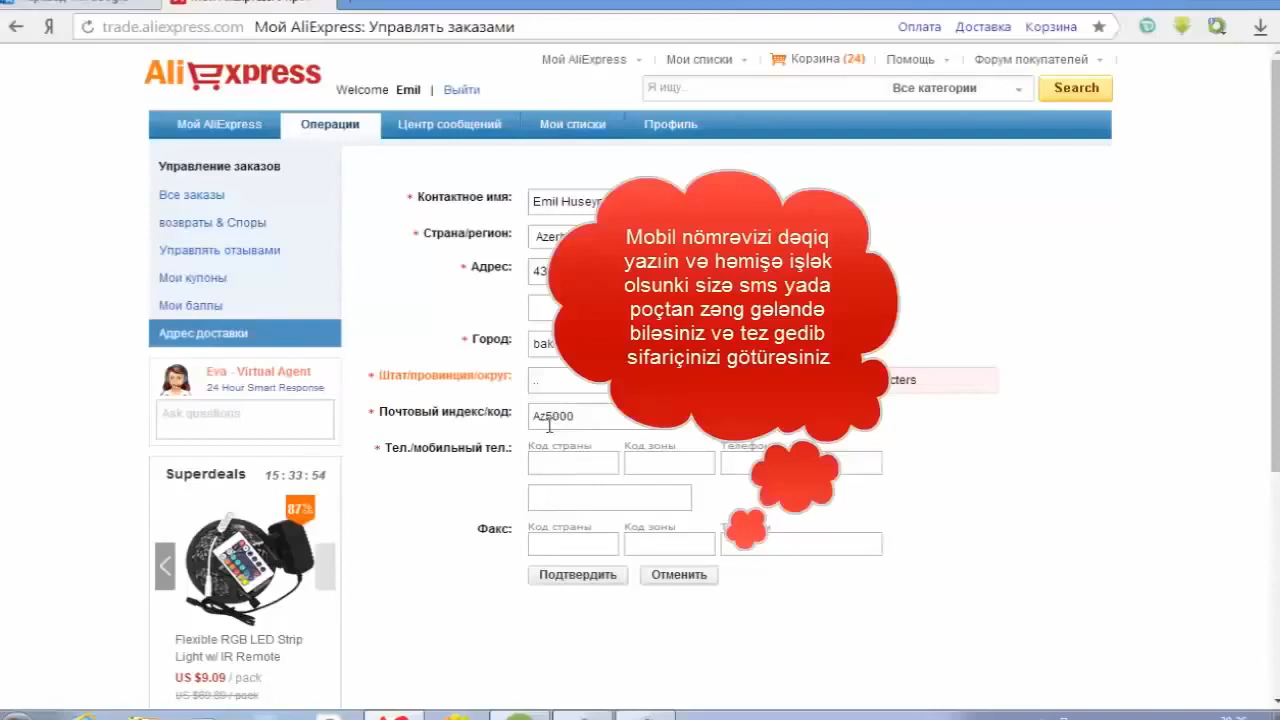 trade.aliexpress.com Мой AliExpress: Управлять заказами
Оплата Доставка Корзина
AliExpress
Welcome Emil | Выйти
Мой AliExpress Мои списки Корзина (24) Помощь Форум покупателей
Я ищу... Все категории Search
Мой AliExpress Операции Центр сообщений Мои списки Профиль
Управление заказов
Все заказы
возвраты & Споры
Управлять отзывами
Мои купоны
Мои баллы
Адрес доставки
Eva - Virtual Agent
24 Hour Smart Response
Ask questions
Superdeals 15:33:54
87%
Flexible RGB LED Strip
Light w/ IR Remote
US $9.09 / pack
* Контактное имя: Emil
* Страна/регион:
* Адрес: 43
* Город: bak
* Штат/провинция/округ: ..
* Почтовый индекс/код: Az5000
* Тел./мобильный тел.: Код страны Код зоны Телефон
Факс: Код страны Код зоны
Подтвердить Отменить
Mobil nömrəvizi dəqiq
yazıin və həmişə işlək
olsunki sizə sms yada
poçtan zəng gələndə
biləsiniz və tez gedib
sifariçinizi götürəsiniz